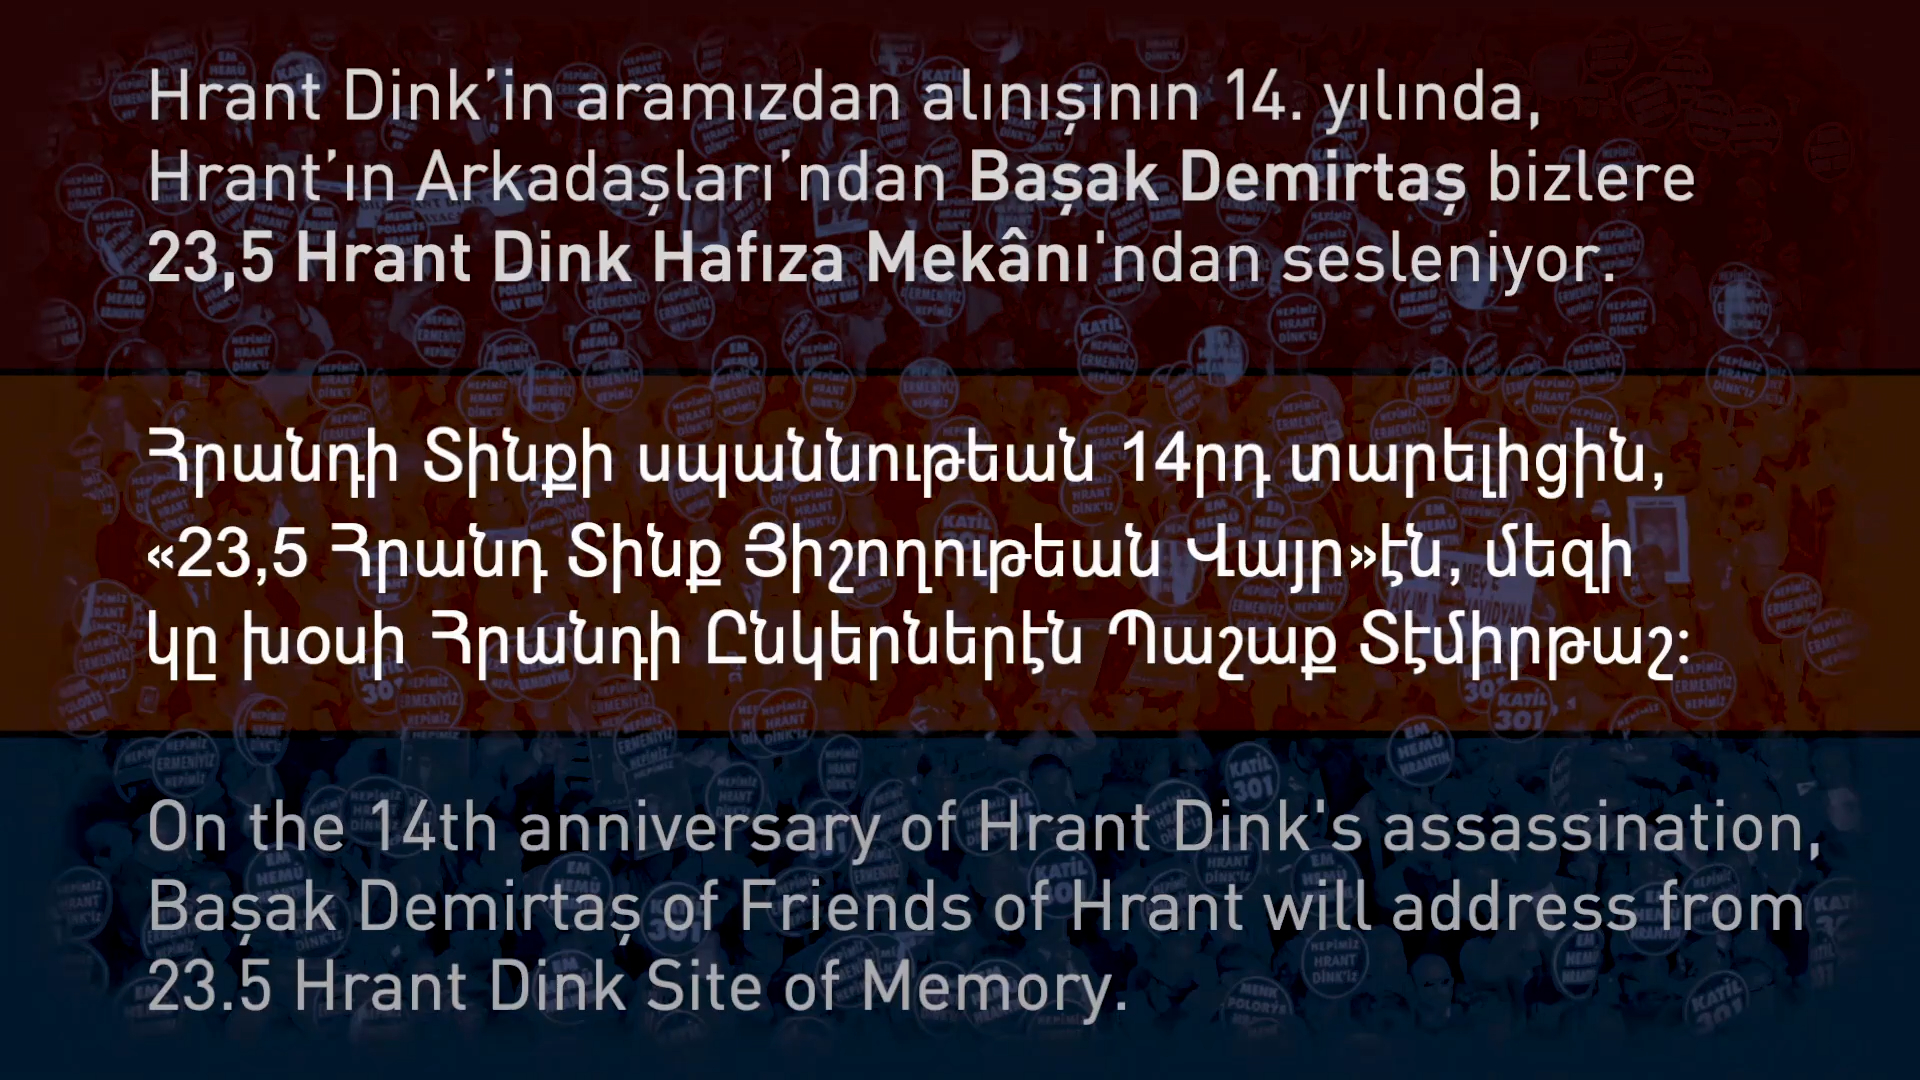 Hrant Dink’in aramızdan alınışının 14. yılında,
Hrant’ın Arkadaşları’ndan Başak Demirtaş bizlere
23,5 Hrant Dink Hafıza Mekânı'ndan sesleniyor.
Հրանդի Տինքի սպաննութեան 14րդ տարելիցին,
«23,5 Հրանդ Տինք Յիշողութեան Վայր»էն, մեզի
կը խօսի Հրանդի Ընկերներէն Պաշաք Տէմիրթաշ։
On the 14th anniversary of Hrant Dink's assassination,
Başak Demirtaş of Friends of Hrant will address from
23.5 Hrant Dink Site of Memory.